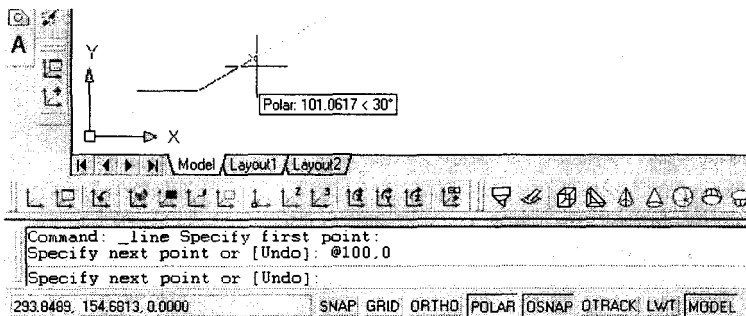 A
Y
Polar: 101.0617 < 30°
X
Model Layout1 Layout2
Command: _line Specify first point:
Specify next point or [Undo]: @100,0
Specify next point or [Undo]:
293.8489, 154.6813, 0.0000 SNAP GRID ORTHO POLAR OSNAP OTRACK LWT MODEL